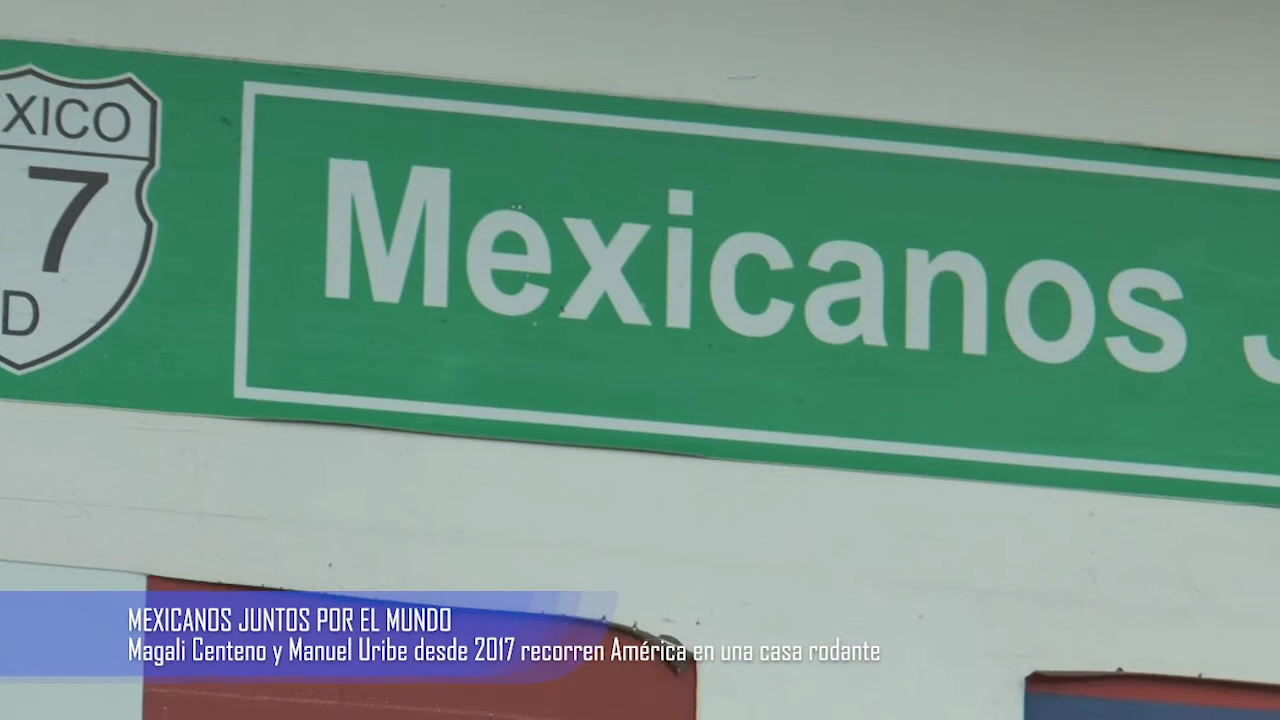 XICO
7
D
Mexicanos J
MEXICANOS JUNTOS POR EL MUNDO
Magali Centeno y Manuel Uribe desde 2017 recorren América en una casa rodante